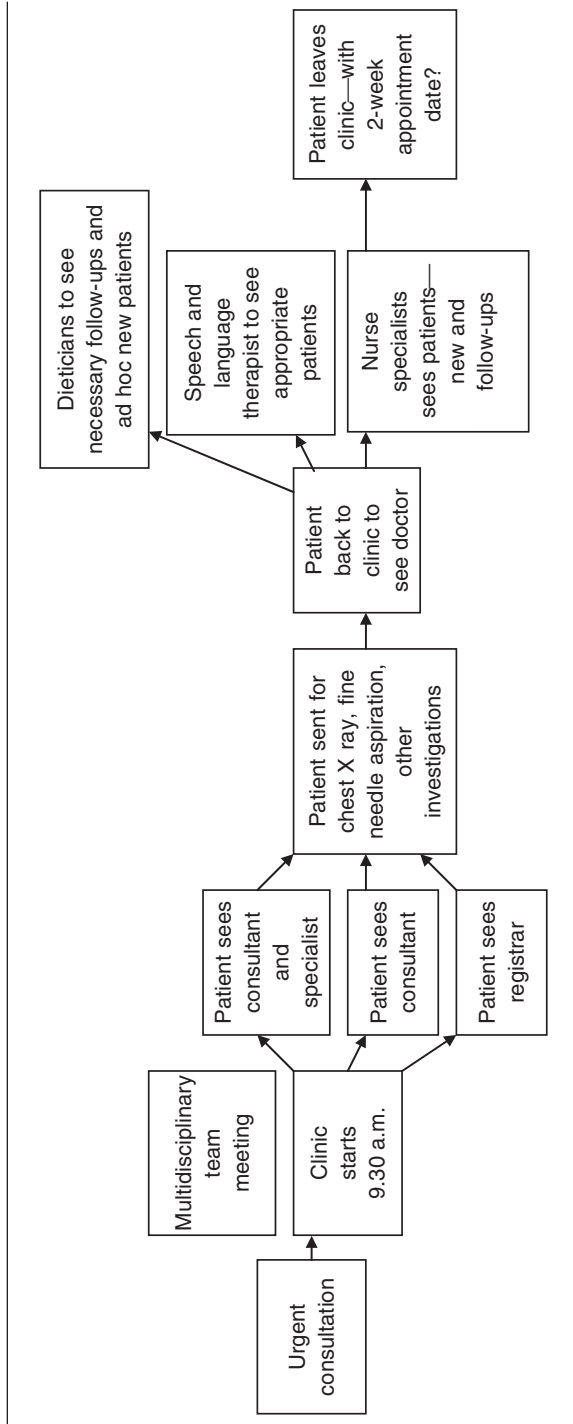 Urgent
consultation
Multidisciplinary
team
meeting
Clinic
starts
9.30 a.m.
Patient sees
consultant
and
specialist
Patient sees
consultant
Patient sees
registrar
Patient sent for
chest X ray, fine
needle aspiration,
other
investigations
Patient
back to
clinic to
see doctor
Dieticians to see
necessary follow-ups and
ad hoc new patients
Speech and
language
therapist to see
appropriate
patients
Nurse
specialists
sees patients—
new and
follow-ups
Patient leaves
clinic—with
2-week
appointment
date?